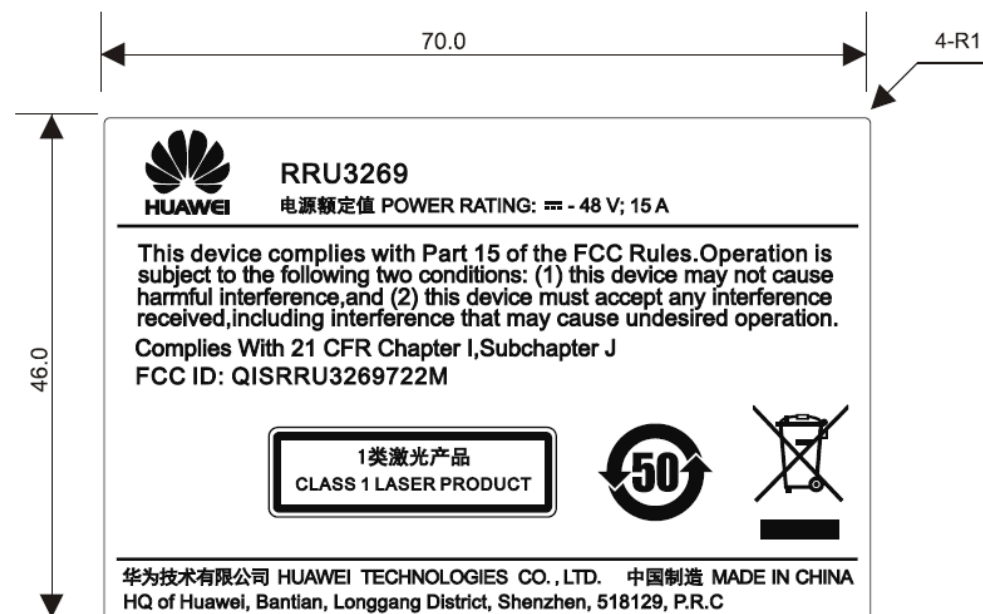 70.0
4-R1
46.0
HUAWEI
RRU3269
电源额定值 POWER RATING: ⎓ - 48 V; 15 A
This device complies with Part 15 of the FCC Rules.Operation is
subject to the following two conditions: (1) this device may not cause
harmful interference,and (2) this device must accept any interference
received,including interference that may cause undesired operation.
Complies With 21 CFR Chapter I,Subchapter J
FCC ID: QISRRU3269722M
1类激光产品
CLASS 1 LASER PRODUCT
50
华为技术有限公司 HUAWEI TECHNOLOGIES CO.,LTD. 中国制造 MADE IN CHINA
HQ of Huawei, Bantian, Longgang District, Shenzhen, 518129, P.R.C